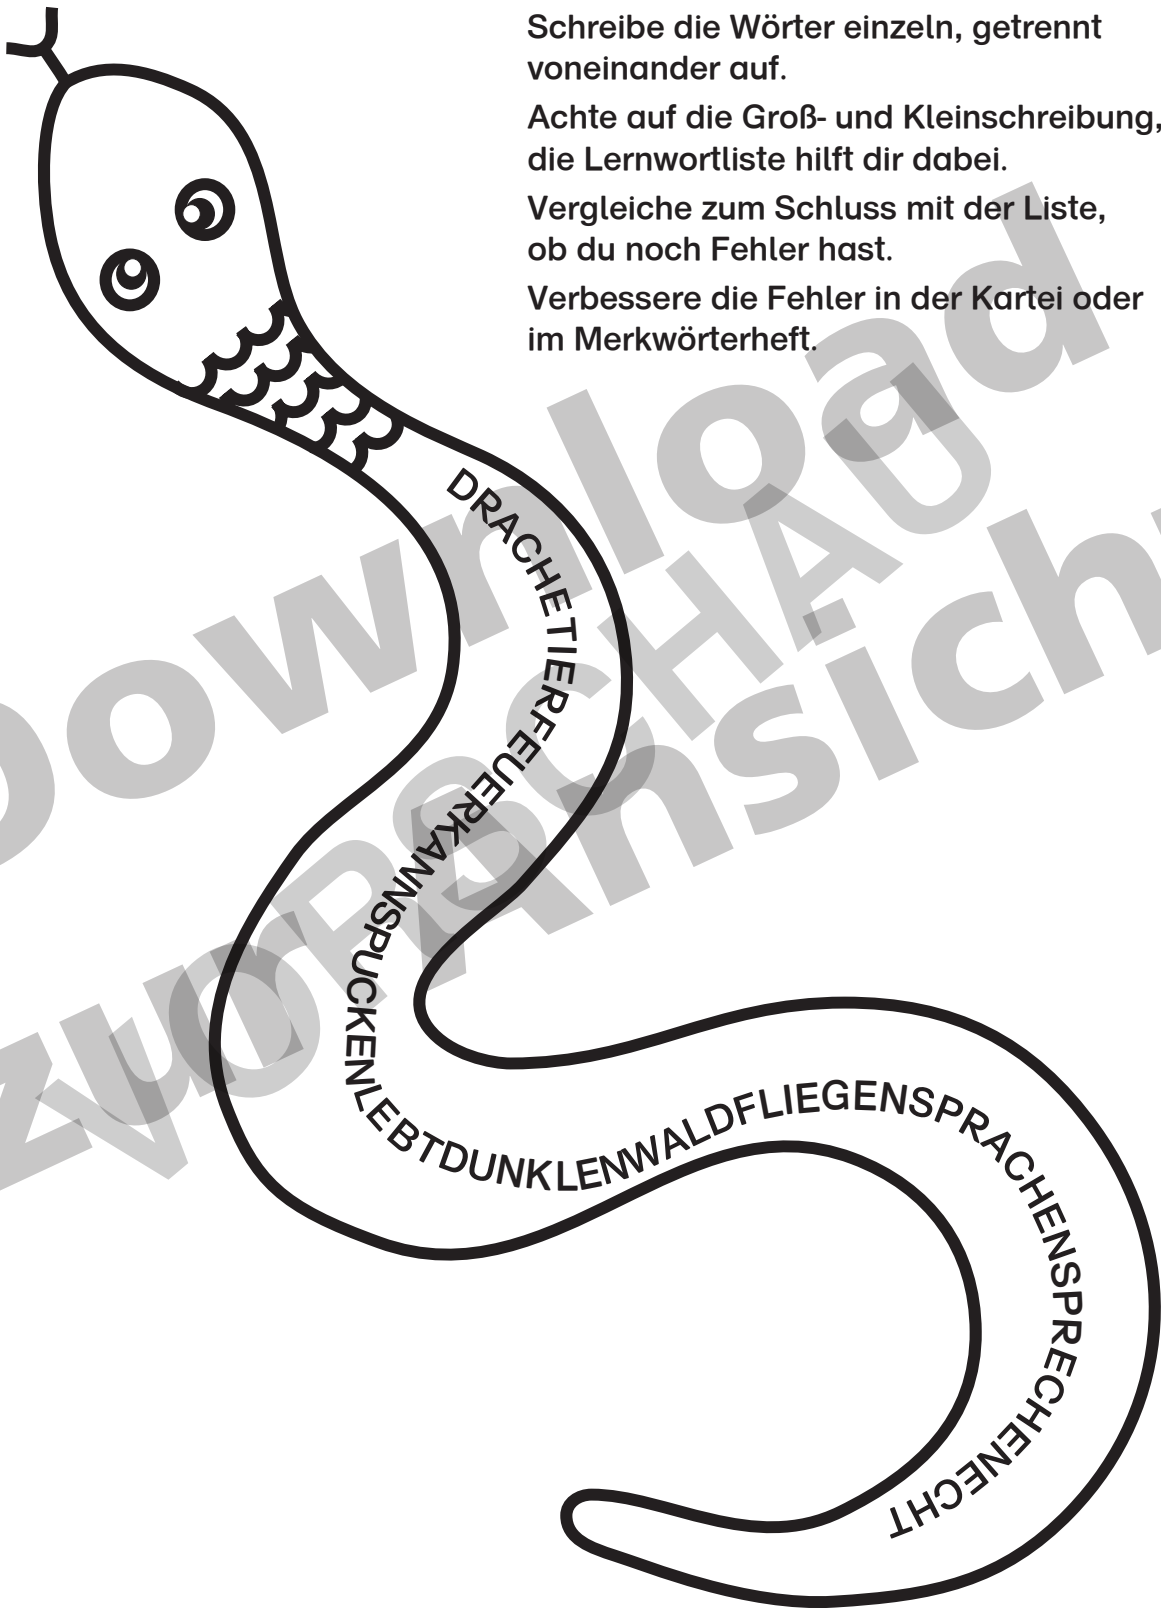 Schreibe die Wörter einzeln, getrennt
voneinander auf.
Achte auf die Groß- und Kleinschreibung,
die Lernwortliste hilft dir dabei.
Vergleiche zum Schluss mit der Liste,
ob du noch Fehler hast.
Verbessere die Fehler in der Kartei oder
im Merkwörterheft.
DRACHETIERFEUERKANNSPUCKENLEBTDUNKLENWALDFLIEGENSPRACHENSPRECHENECHT
Download
zur Ansicht
VORSCHAU